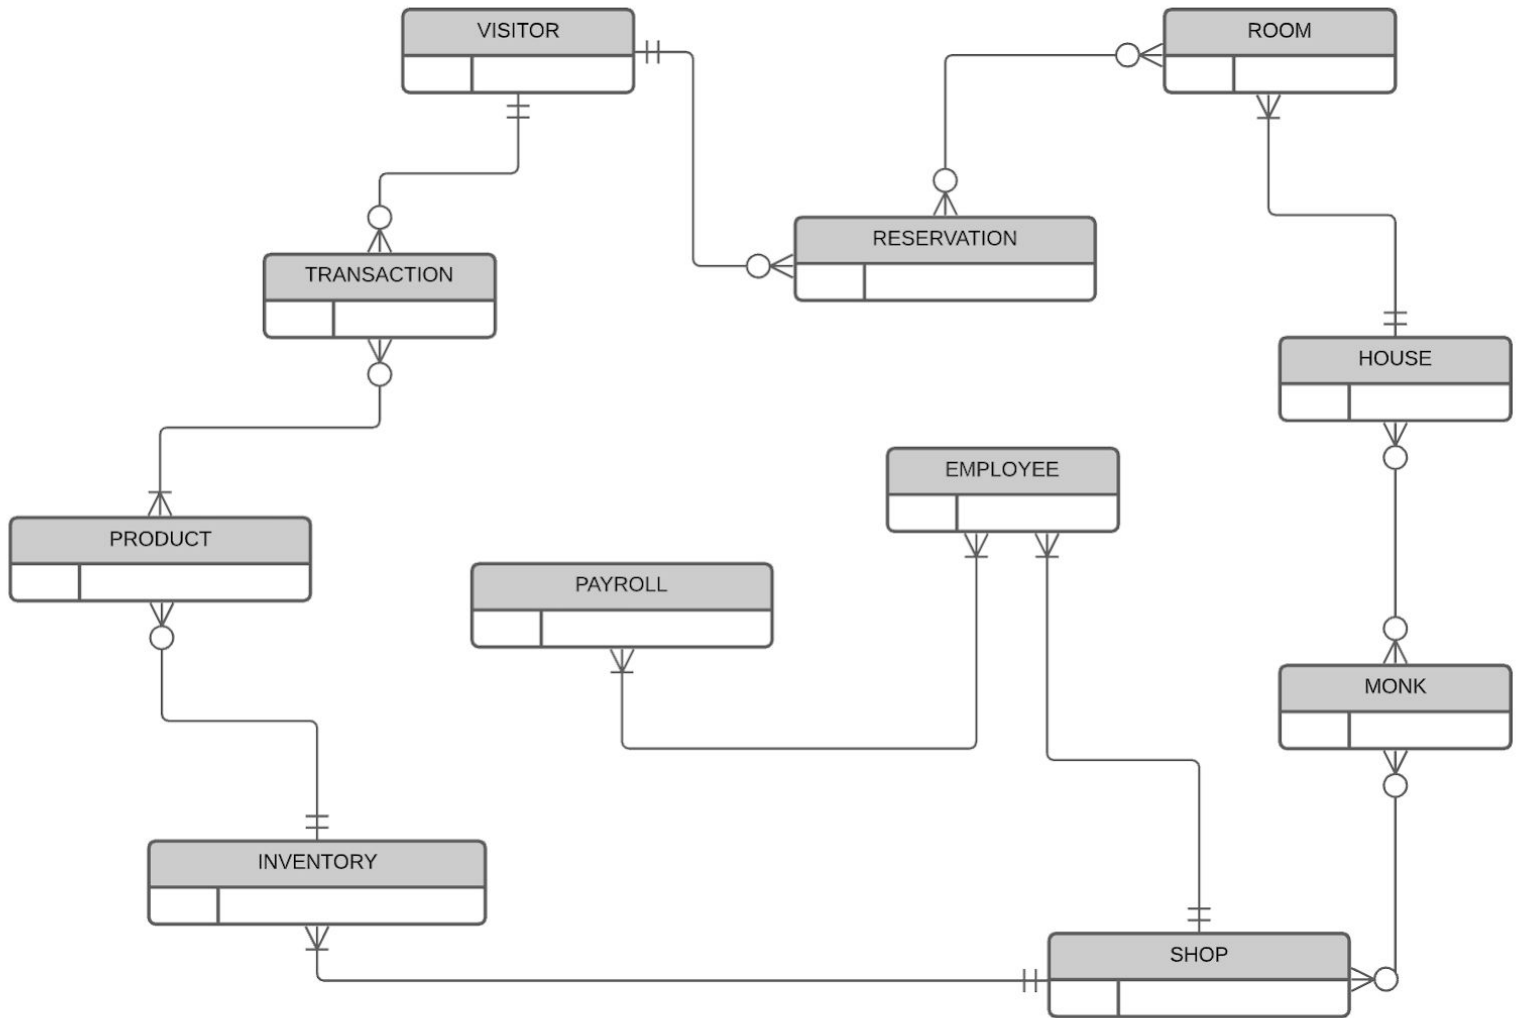 VISITOR
ROOM
RESERVATION
TRANSACTION
HOUSE
EMPLOYEE
PRODUCT
PAYROLL
MONK
INVENTORY
SHOP